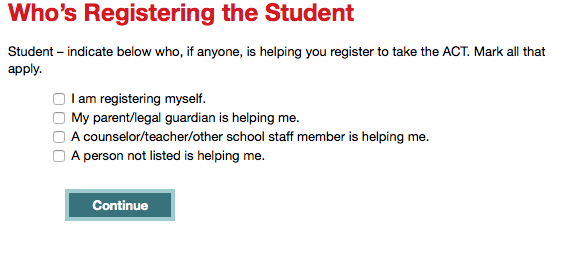 Who's Registering the Student
Student – indicate below who, if anyone, is helping you register to take the ACT. Mark all that
apply.
I am registering myself.
My parent/legal guardian is helping me.
A counselor/teacher/other school staff member is helping me.
A person not listed is helping me.
Continue